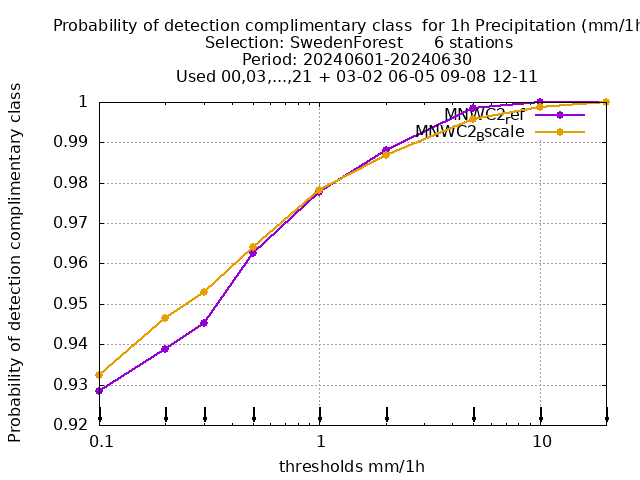 Probability of detection complimentary class  for 1h Precipitation (mm/1h
Selection: SwedenForest      6 stations
Period: 20240601-20240630
Used 00,03,...,21 + 03-02 06-05 09-08 12-11
Probability of detection complimentary class
1
0.99
0.98
0.97
0.96
0.95
0.94
0.93
0.92
MNWC2ref
MNWC2Bscale
0.1
1
10
thresholds mm/1h